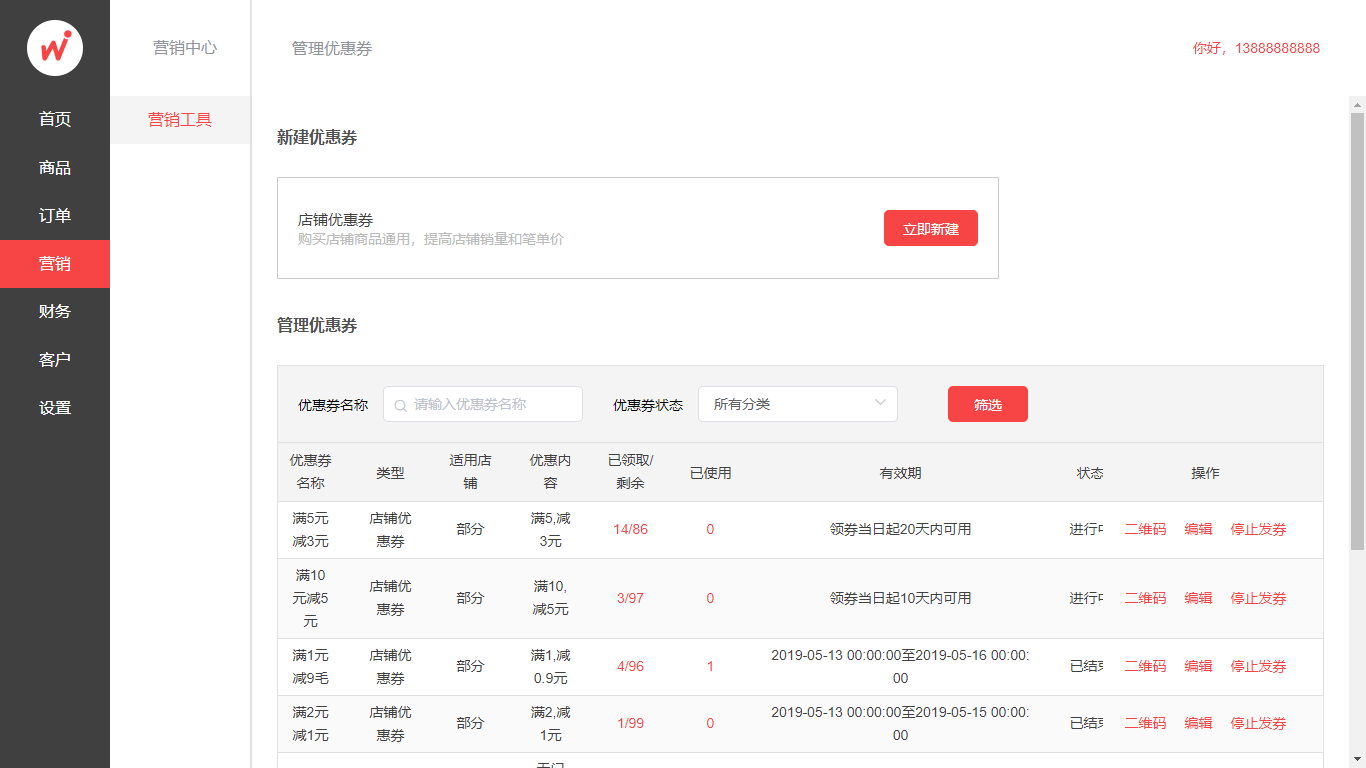 营销中心
管理优惠券
你好，13888888888
首页
商品
订单
营销
财务
客户
设置
营销工具
新建优惠券
店铺优惠券
购买店铺商品通用，提高店铺销量和笔单价
立即新建
管理优惠券
优惠券名称 请输入优惠券名称 优惠券状态 所有分类 筛选
优惠券 适用店 优惠内 已领取/
名称 类型 铺 容 剩余 已使用 有效期 状态 操作
满5元 店铺优 满5,减
减3元 惠券 部分 3元 14/86 0 领券当日起20天内可用 进行 二维码 编辑 停止发券
满10
元减5 店铺优 满10,
元 惠券 部分 减5元 3/97 0 领券当日起10天内可用 进行 二维码 编辑 停止发券
满1元 店铺优 满1,减 2019-05-13 00:00:00至2019-05-16 00:00:
减9毛 惠券 部分 0.9元 4/96 1 00 已结 二维码 编辑 停止发券
满2元 店铺优 满2,减 2019-05-13 00:00:00至2019-05-15 00:00:
减1元 惠券 部分 1元 1/99 0 00 已结 二维码 编辑 停止发券